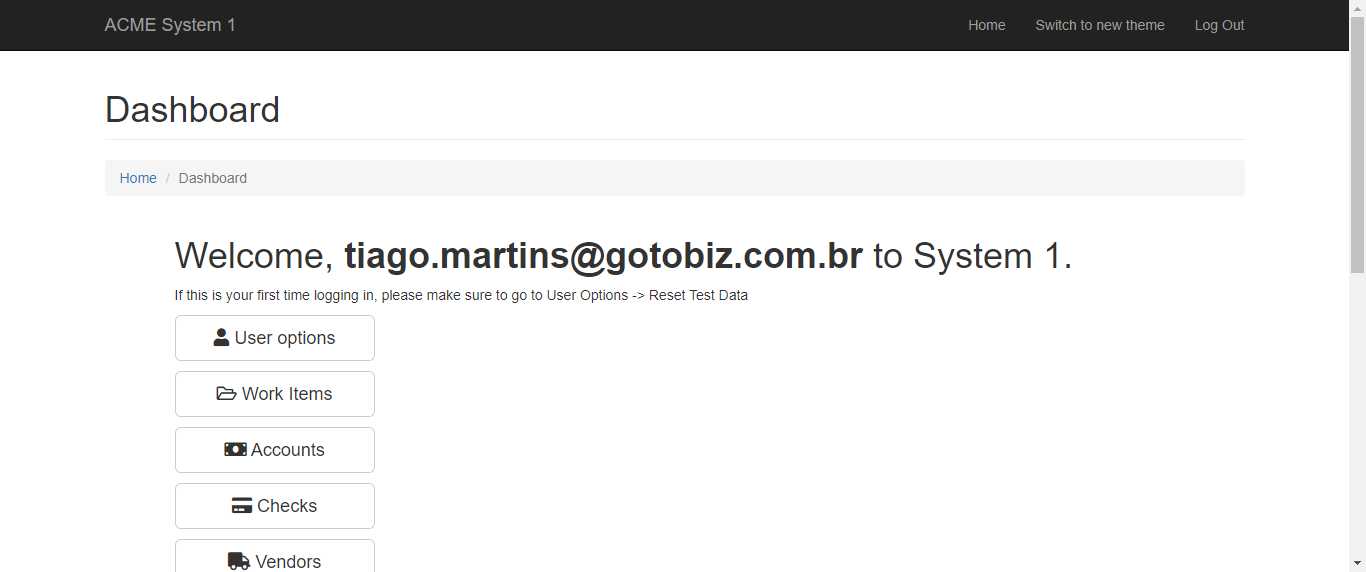 ACME System 1 Home Switch to new theme Log Out
Dashboard
Home / Dashboard
Welcome, tiago.martins@gotobiz.com.br to System 1.
If this is your first time logging in, please make sure to go to User Options -> Reset Test Data
User options
Work Items
Accounts
Checks
Vendors